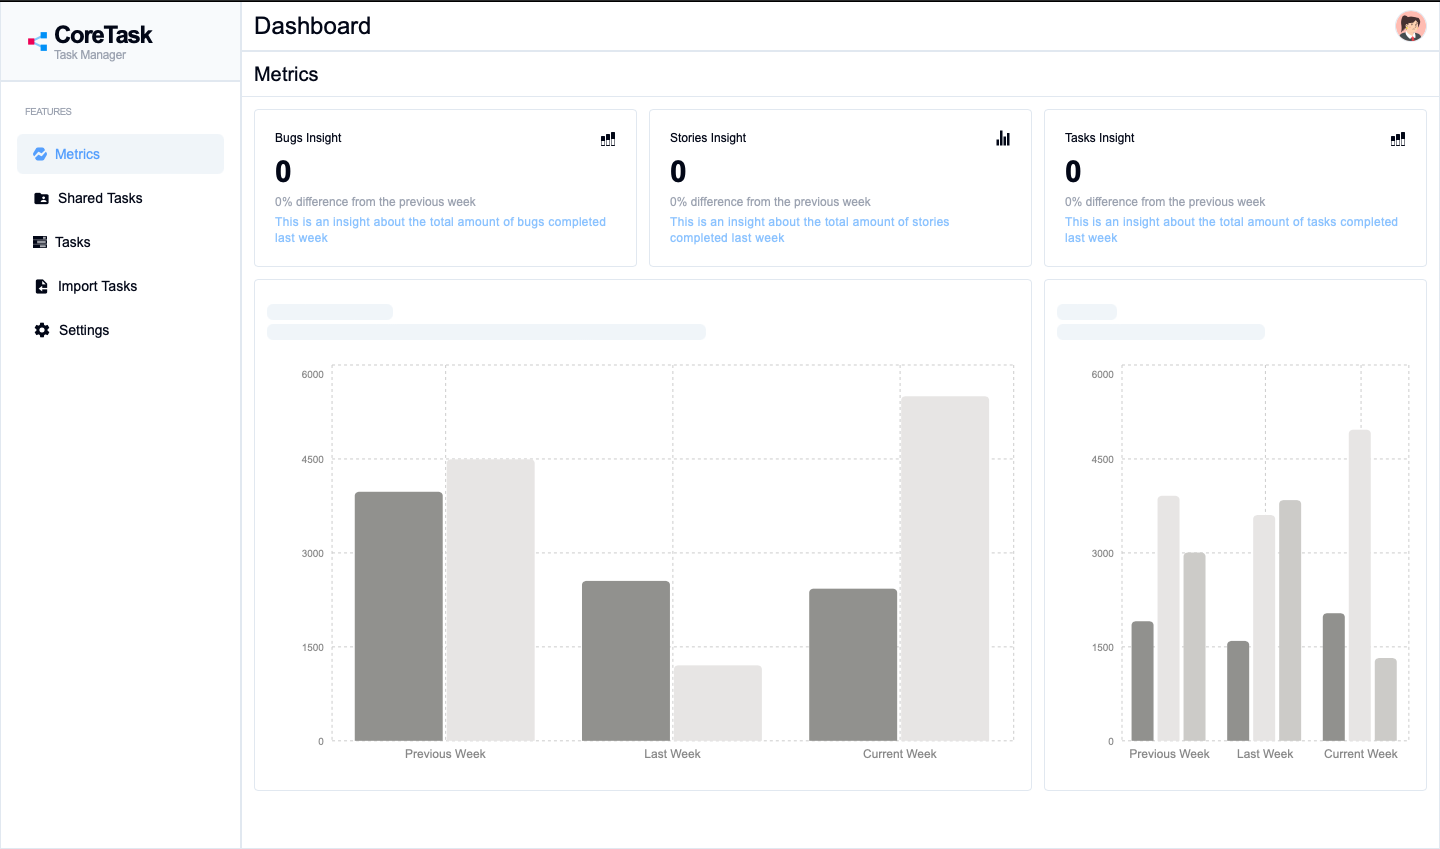 CoreTask
Task Manager
FEATURES
Metrics
Shared Tasks
Tasks
Import Tasks
Settings
Dashboard
Metrics
Bugs Insight
0
0% difference from the previous week
This is an insight about the total amount of bugs completed
last week
Stories Insight
0
0% difference from the previous week
This is an insight about the total amount of stories
completed last week
Tasks Insight
0
0% difference from the previous week
This is an insight about the total amount of tasks completed
last week
6000
4500
3000
1500
0
Previous Week
Last Week
Current Week
6000
4500
3000
1500
0
Previous Week
Last Week
Current Week